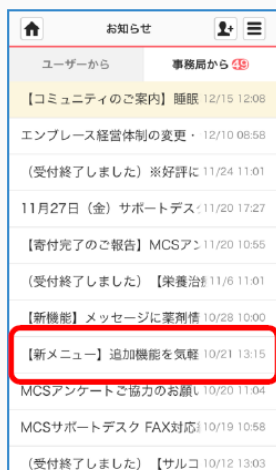 お知らせ
ユーザーから 事務局から 49
【コミュニティのご案内】睡眠 12/15 12:08
エンブレース経営体制の変更・ 12/10 08:58
（受付終了しました）※好評に 11/24 11:01
11月27日（金）サポートデス 11/20 17:27
【寄付完了のご報告】MCSアン 11/20 10:55
（受付終了しました）【栄養治 11/6 11:01
【新機能】メッセージに薬剤情 10/28 10:00
【新メニュー】追加機能を気軽 10/21 13:15
MCSアンケートご協力のお願い 10/20 11:04
MCSサポートデスク FAX対応 10/19 10:58
（受付終了しました）【サルコ 10/12 13:03